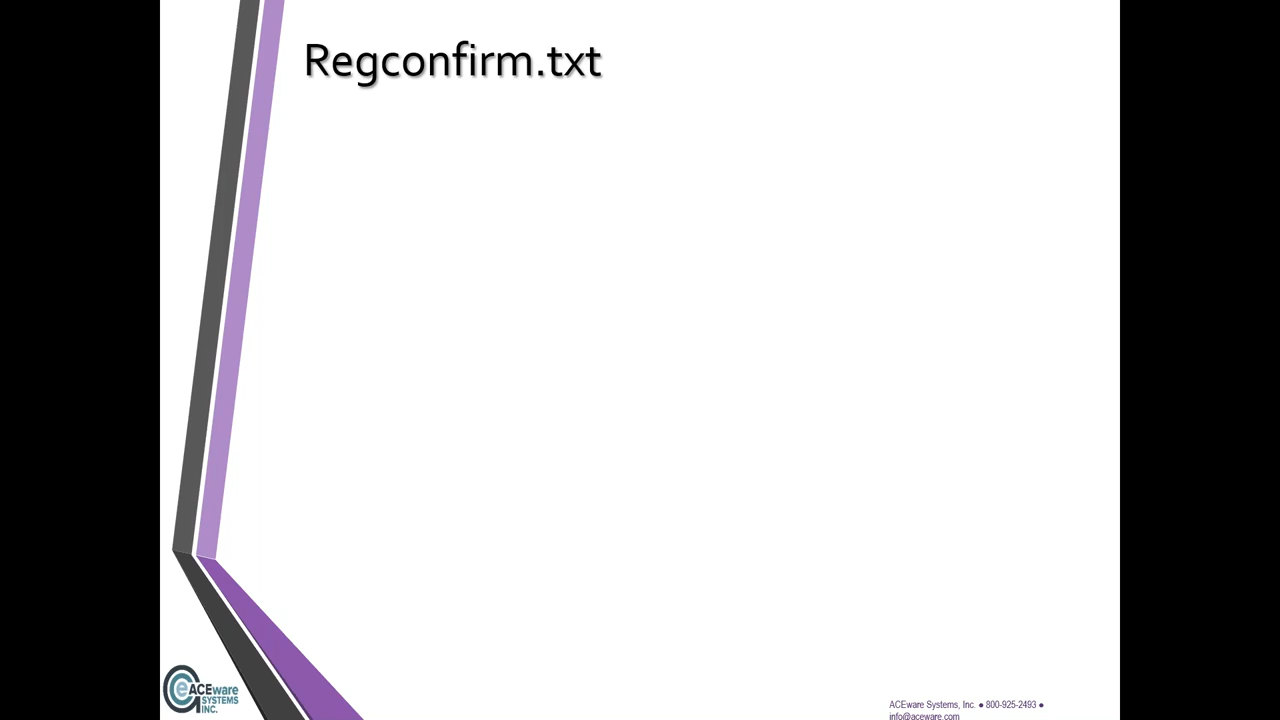 Regconfirm.txt
ACEware
SYSTEMS
INC.
ACEware Systems, Inc. ● 800-925-2493 ●
info@aceware.com